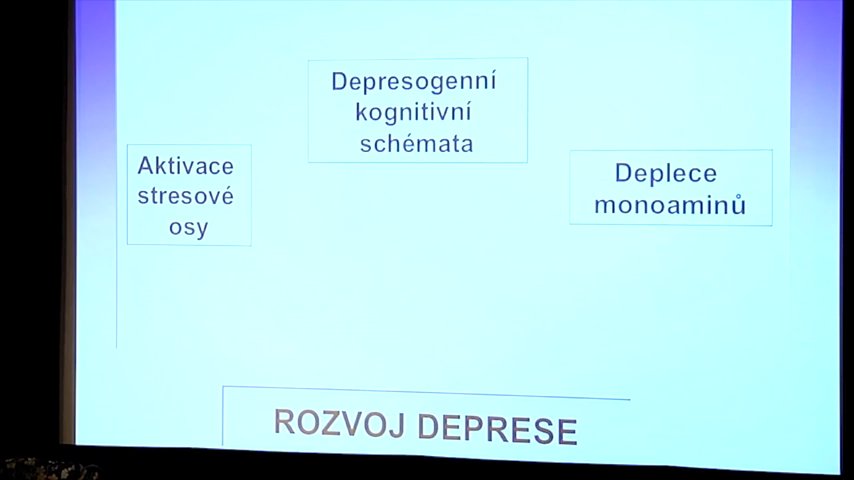 Depresogenní
kognitivní
schémata
Aktivace
stresové
osy
Deplece
monoaminů
ROZVOJ DEPRESE